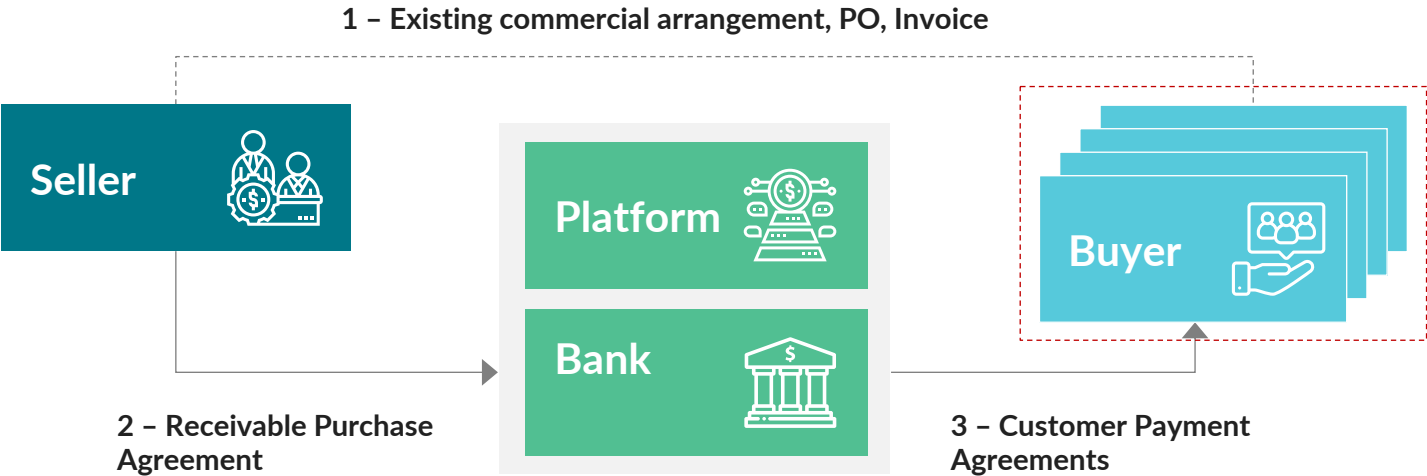 1 – Existing commercial arrangement, PO, Invoice
Seller
Platform
Buyer
Bank
2 – Receivable Purchase
Agreement
3 – Customer Payment
Agreements